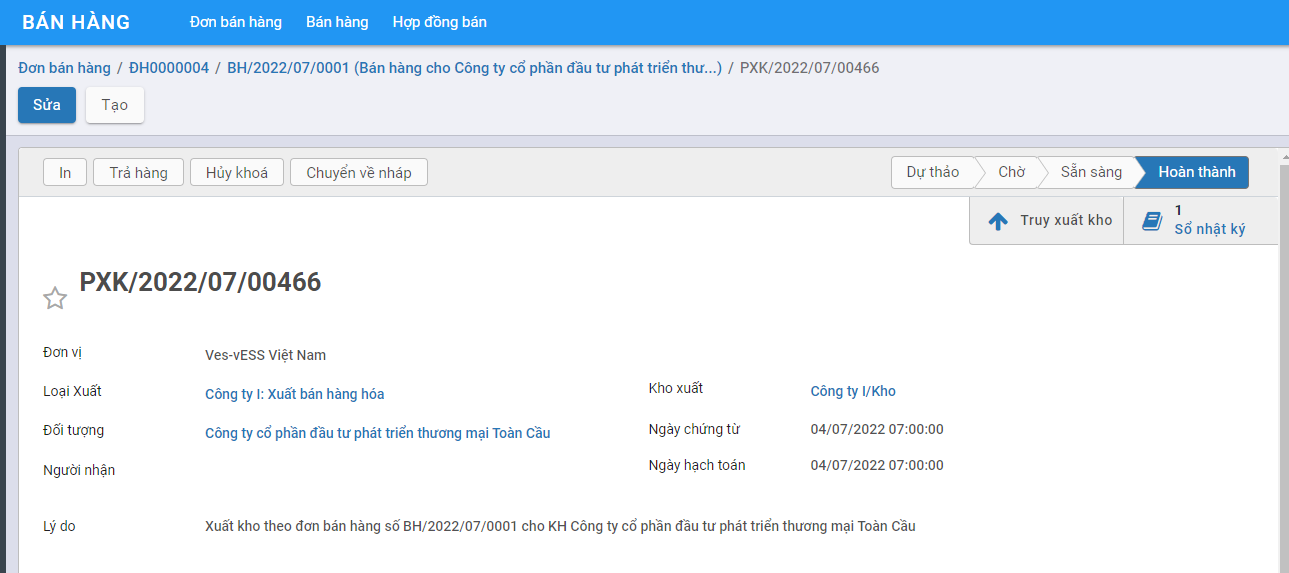 BÁN HÀNG Đơn bán hàng Bán hàng Hợp đồng bán
Đơn bán hàng / ĐH0000004 / BH/2022/07/0001 (Bán hàng cho Công ty cổ phần đầu tư phát triển thư...) / PXK/2022/07/00466
Sửa Tạo
In Trả hàng Hủy khoá Chuyển về nháp Dự thảo Chờ Sẵn sàng Hoàn thành
Truy xuất kho 1
Sổ nhật ký
PXK/2022/07/00466
Đơn vị Ves-vESS Việt Nam
Loại Xuất Công ty I: Xuất bán hàng hóa Kho xuất Công ty I/Kho
Đối tượng Công ty cổ phần đầu tư phát triển thương mại Toàn Cầu Ngày chứng từ 04/07/2022 07:00:00
Người nhận Ngày hạch toán 04/07/2022 07:00:00
Lý do Xuất kho theo đơn bán hàng số BH/2022/07/0001 cho KH Công ty cổ phần đầu tư phát triển thương mại Toàn Cầu